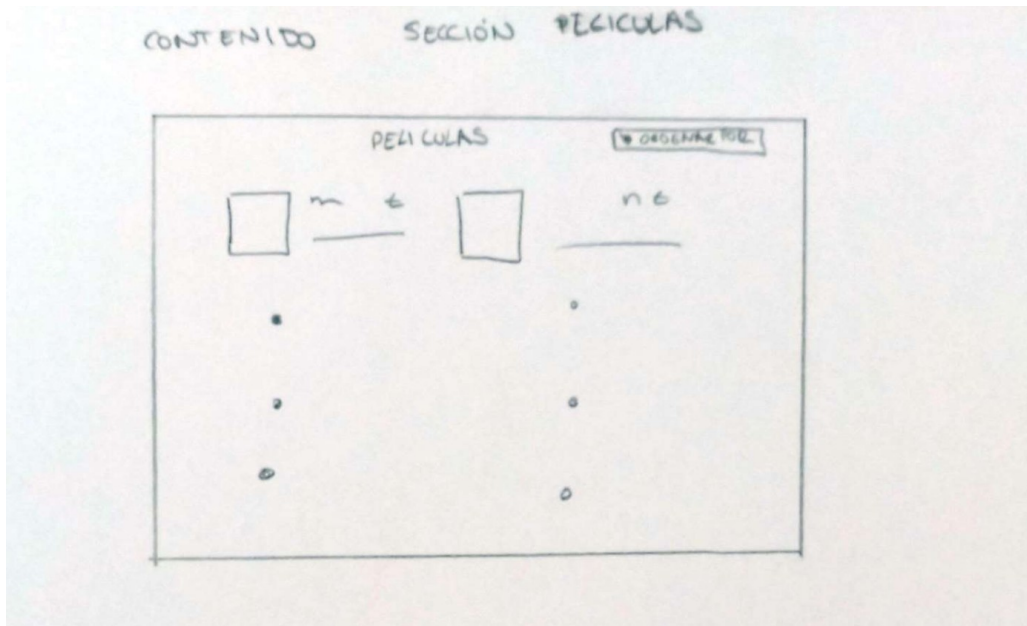 CONTENIDO SECCIÓN PELICULAS
PELICULAS
ORDENAR POR
n t
n t